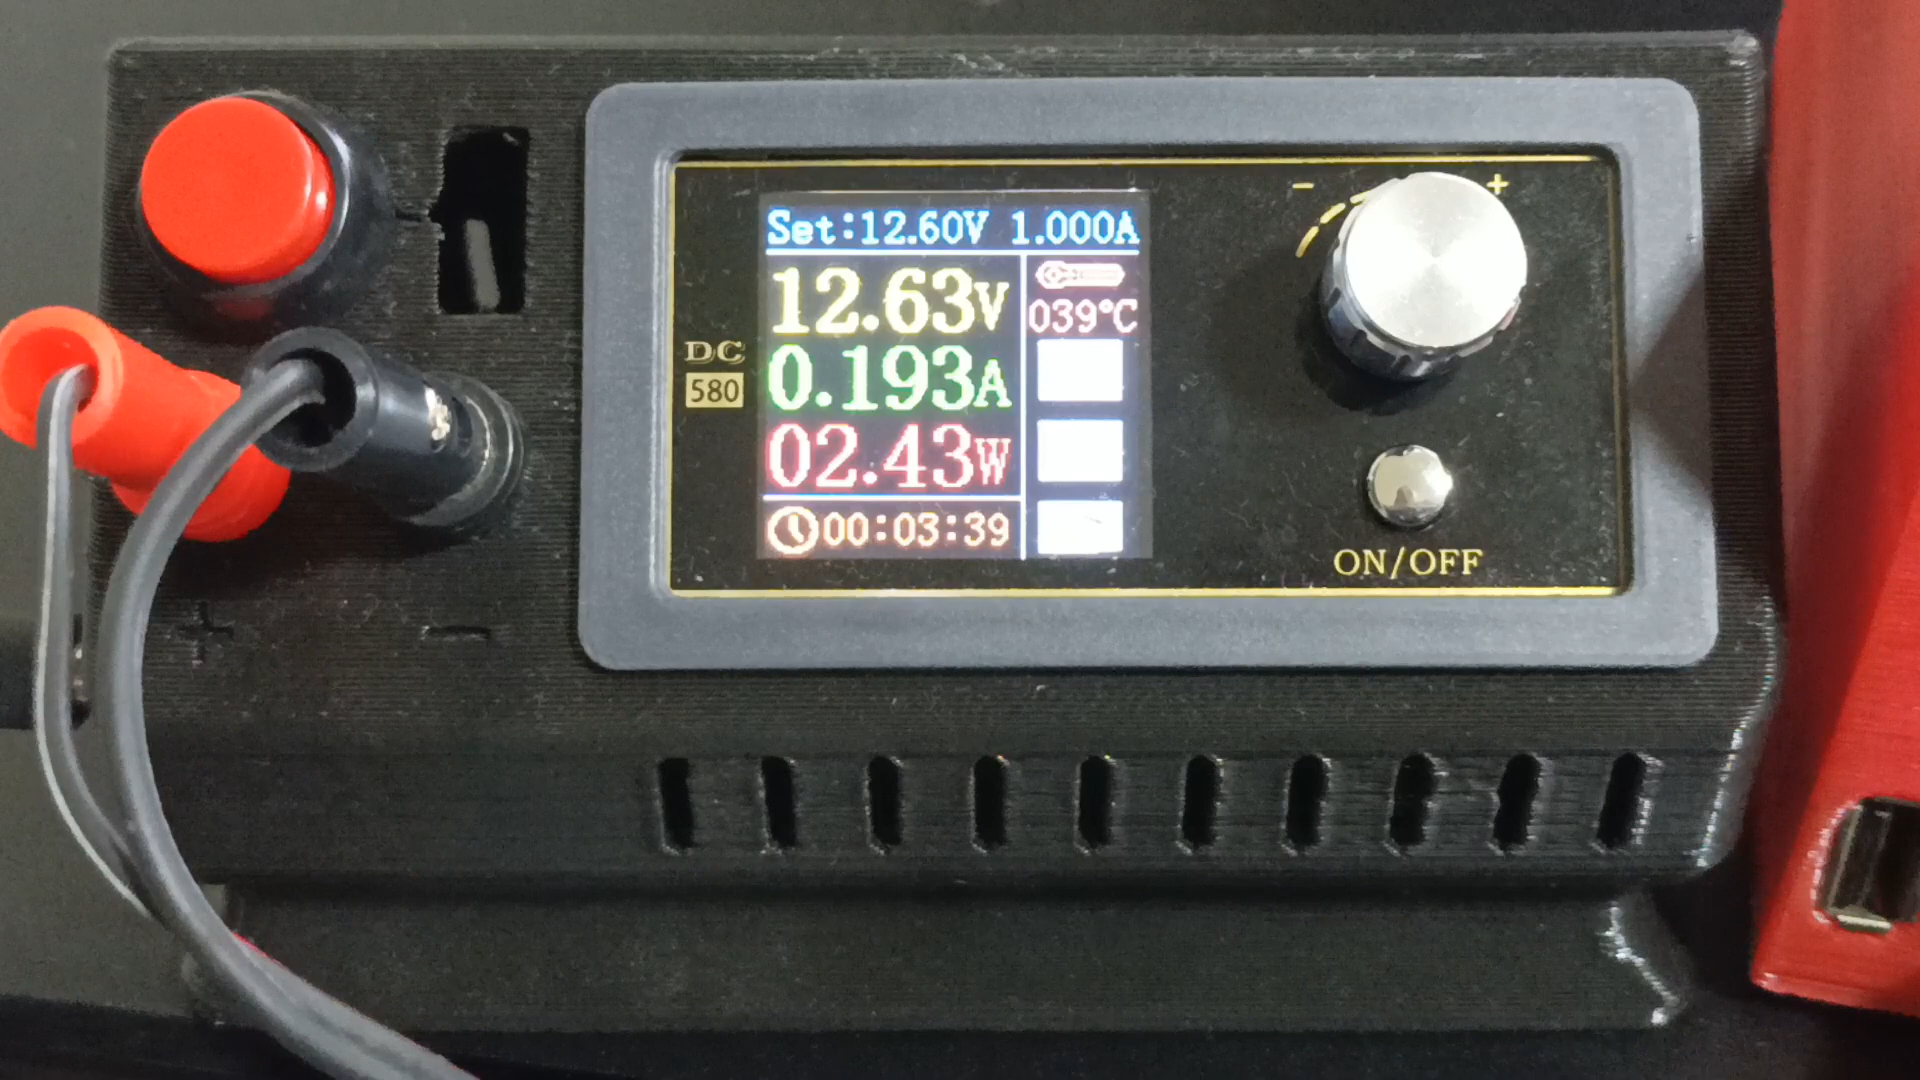 Set:12.60V 1.000A
12.63V
039°C
0.193A
02.43W
00:03:39
DC
580
- +
ON/OFF
+ -